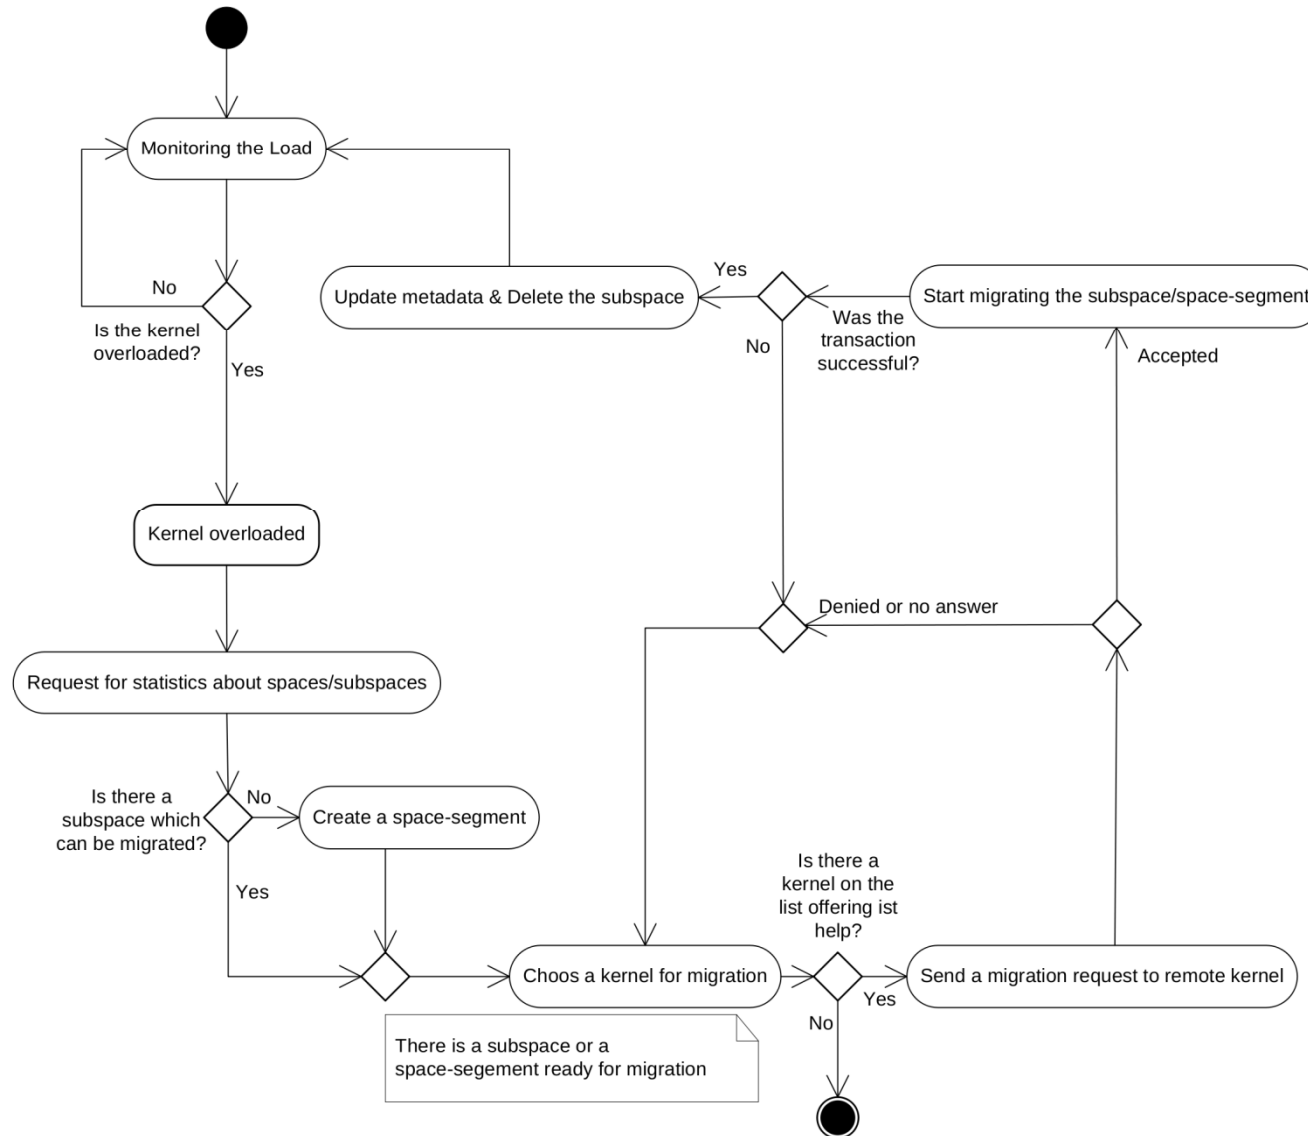 Monitoring the Load
No
Is the kernel
overloaded?
Yes
Update metadata & Delete the subspace
Yes
No
Was the
transaction
successful?
Start migrating the subspace/space-segment
Accepted
Kernel overloaded
Denied or no answer
Request for statistics about spaces/subspaces
Is there a
subspace which
can be migrated?
No
Create a space-segment
Yes
Is there a
kernel on the
list offering ist
help?
Choos a kernel for migration
Yes
No
Send a migration request to remote kernel
There is a subspace or a
space-segement ready for migration